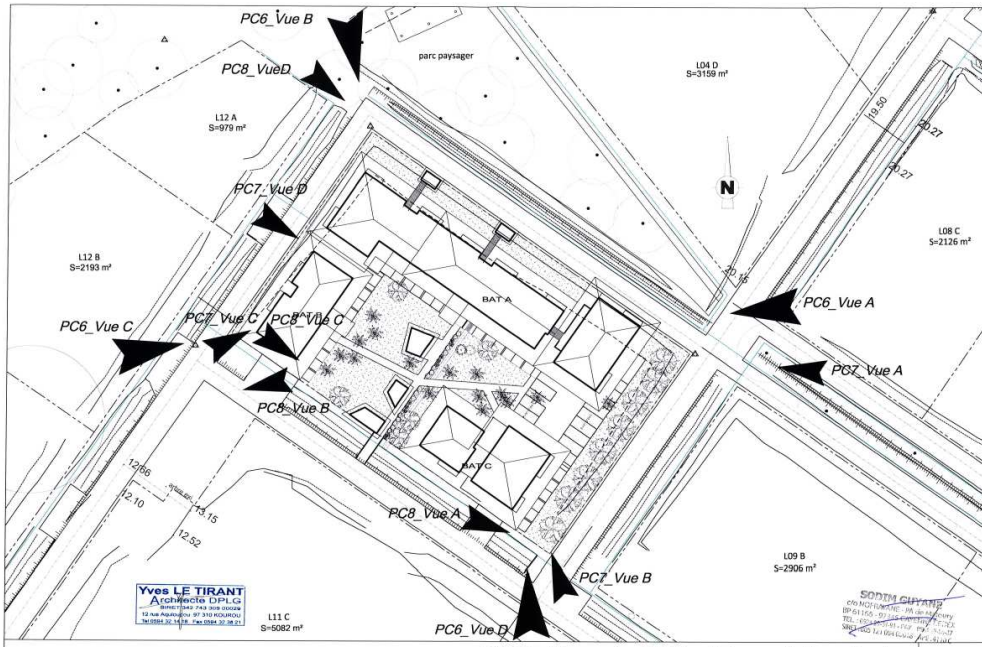 PC6_Vue B
parc paysager
PC8_VueD
L04 D
S=3159 m²
19.50
20.27
20.27
L12 A
S=979 m²
N
PC7_Vue D
L08 C
S=2126 m²
L12 B
S=2193 m²
20.15
PC6_Vue A
BAT A
PC6_Vue C
PC7_Vue C
PC8_Vue C
PC7_Vue A
PC8_Vue B
BAT C
12.66
12.10
13.15
12.52
PC8_Vue A
L09 B
S=2906 m²
PC7_Vue B
Yves LE TIRANT
Architecte DPLG
97 310 KOUROU
L11 C
S=5082 m²
PC6_Vue D
SODIM GUYANE